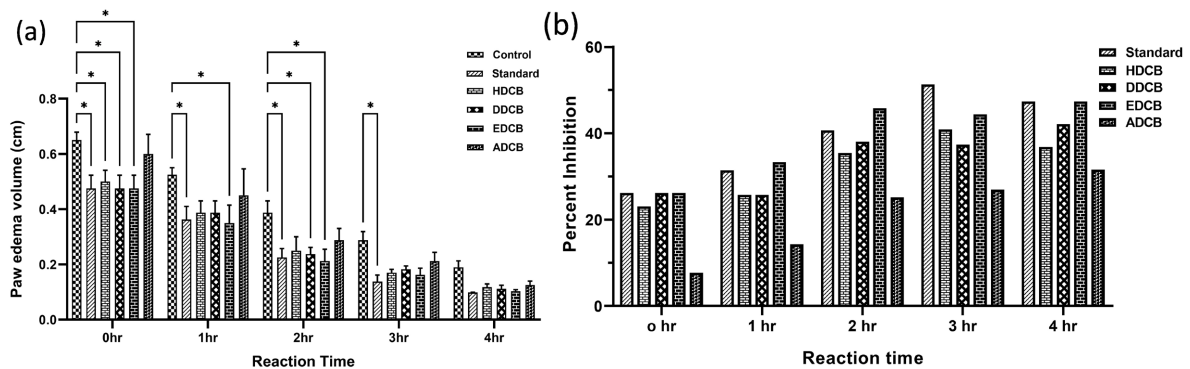 (a)
*
*
*
*
*
*
*
*
*
*
Control
Standard
HDCB
DDCB
EDCB
ADCB
Paw edema volume (cm)
0.8
0.6
0.4
0.2
0.0
0hr
1hr
2hr
3hr
4hr
Reaction Time
(b)
Standard
HDCB
DDCB
EDCB
ADCB
Percent Inhibition
60
40
20
0
o hr
1 hr
2 hr
3 hr
4 hr
Reaction time